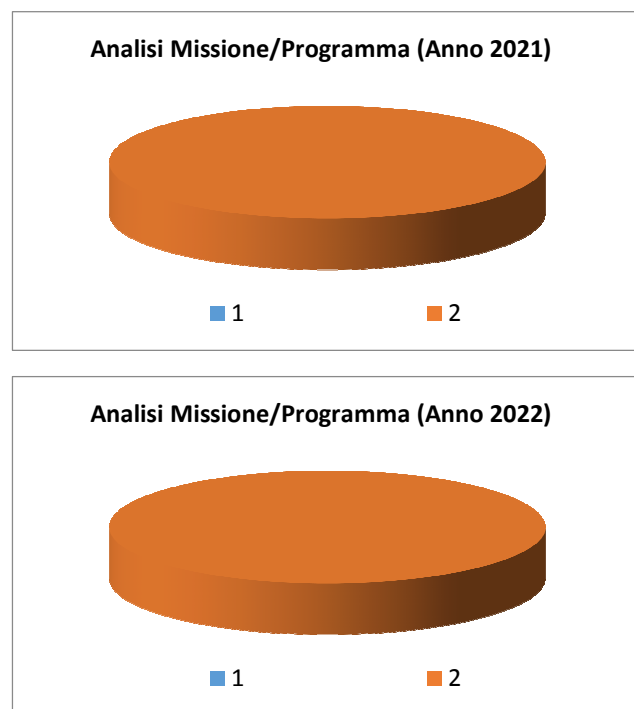 Analisi Missione/Programma (Anno 2021)
1 2
Analisi Missione/Programma (Anno 2022)
1 2